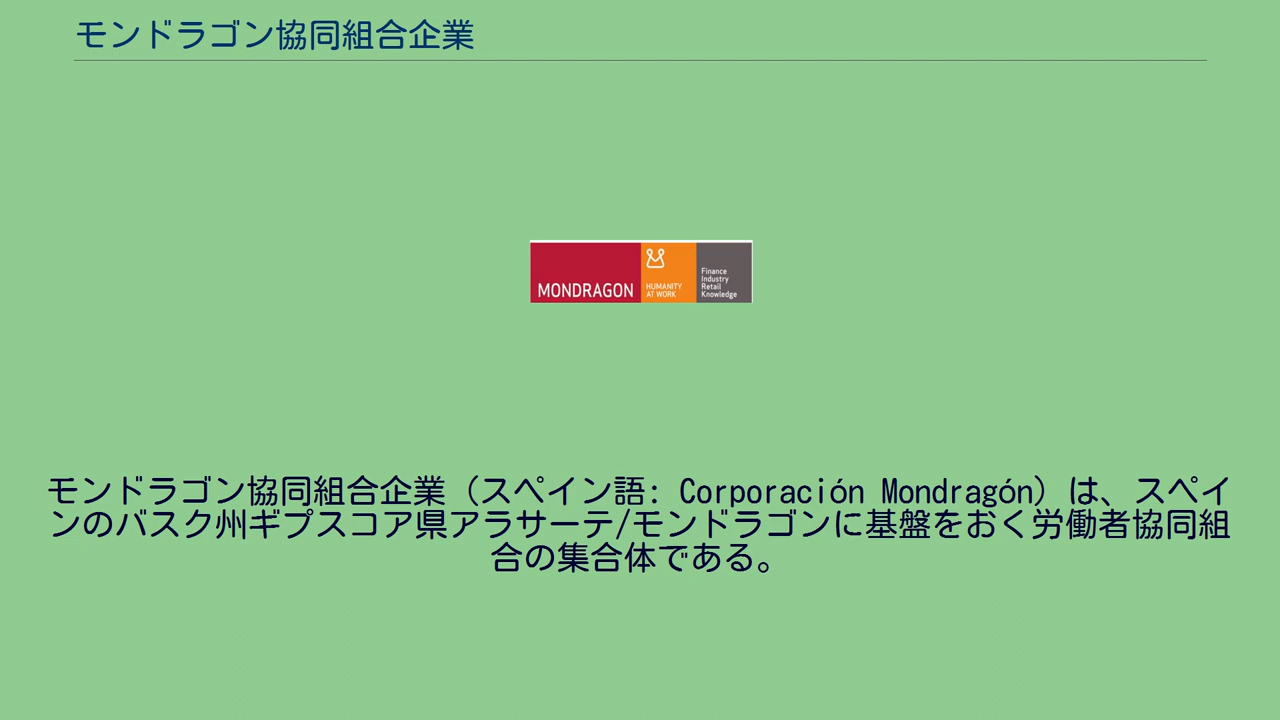 モンドラゴン協同組合企業
MONDRAGON
HUMANITY
AT WORK
Finance
Industry
Retail
Knowledge
モンドラゴン協同組合企業（スペイン語: Corporación Mondragón）は、スペイ
ンのバスク州ギプスコア県アラサーテ/モンドラゴンに基盤をおく労働者協同組
合の集合体である。